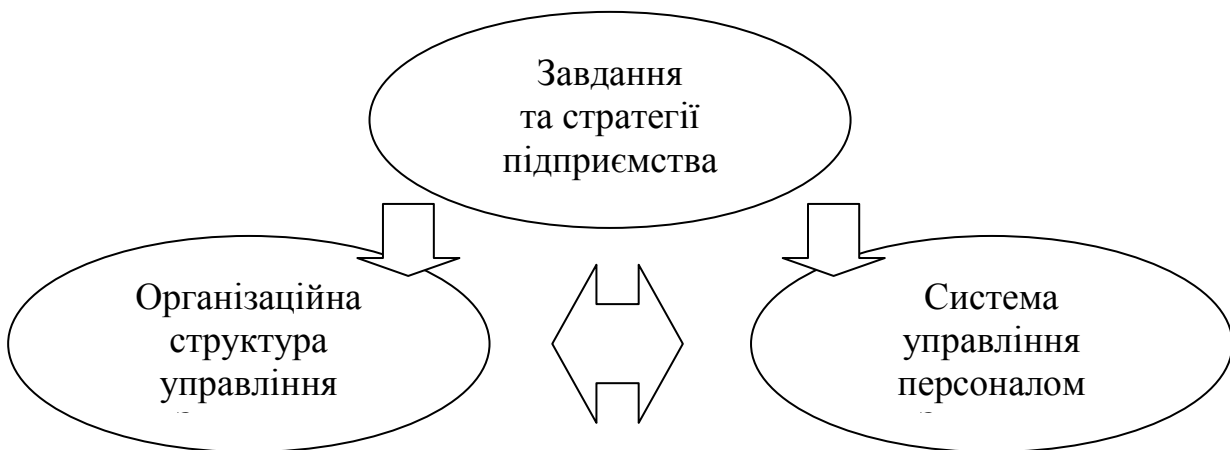 Завдання
та стратегії
підприємства
Організаційна
структура
управління
Система
управління
персоналом